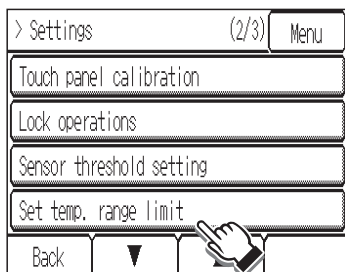 > Settings (2/3) Menu
Touch panel calibration
Lock operations
Sensor threshold setting
Set temp. range limit
Back ▼ ▲